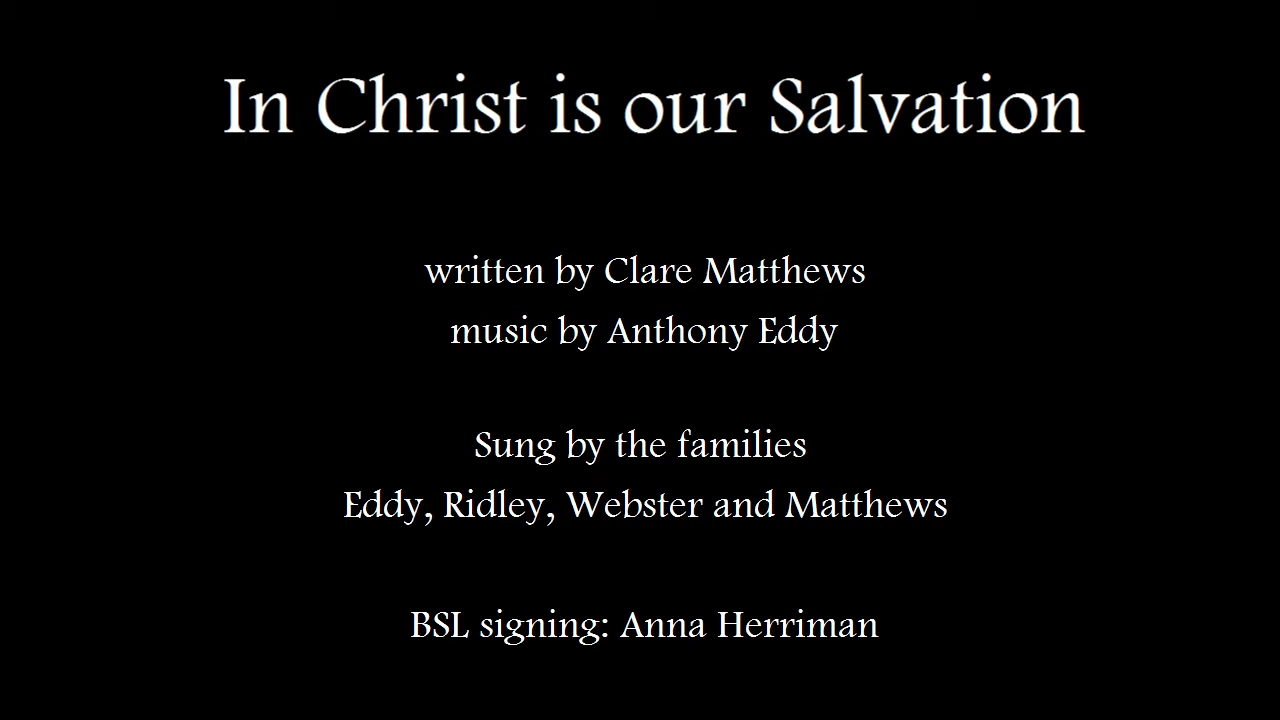 In Christ is our Salvation
written by Clare Matthews
music by Anthony Eddy
Sung by the families
Eddy, Ridley, Webster and Matthews
BSL signing: Anna Herriman